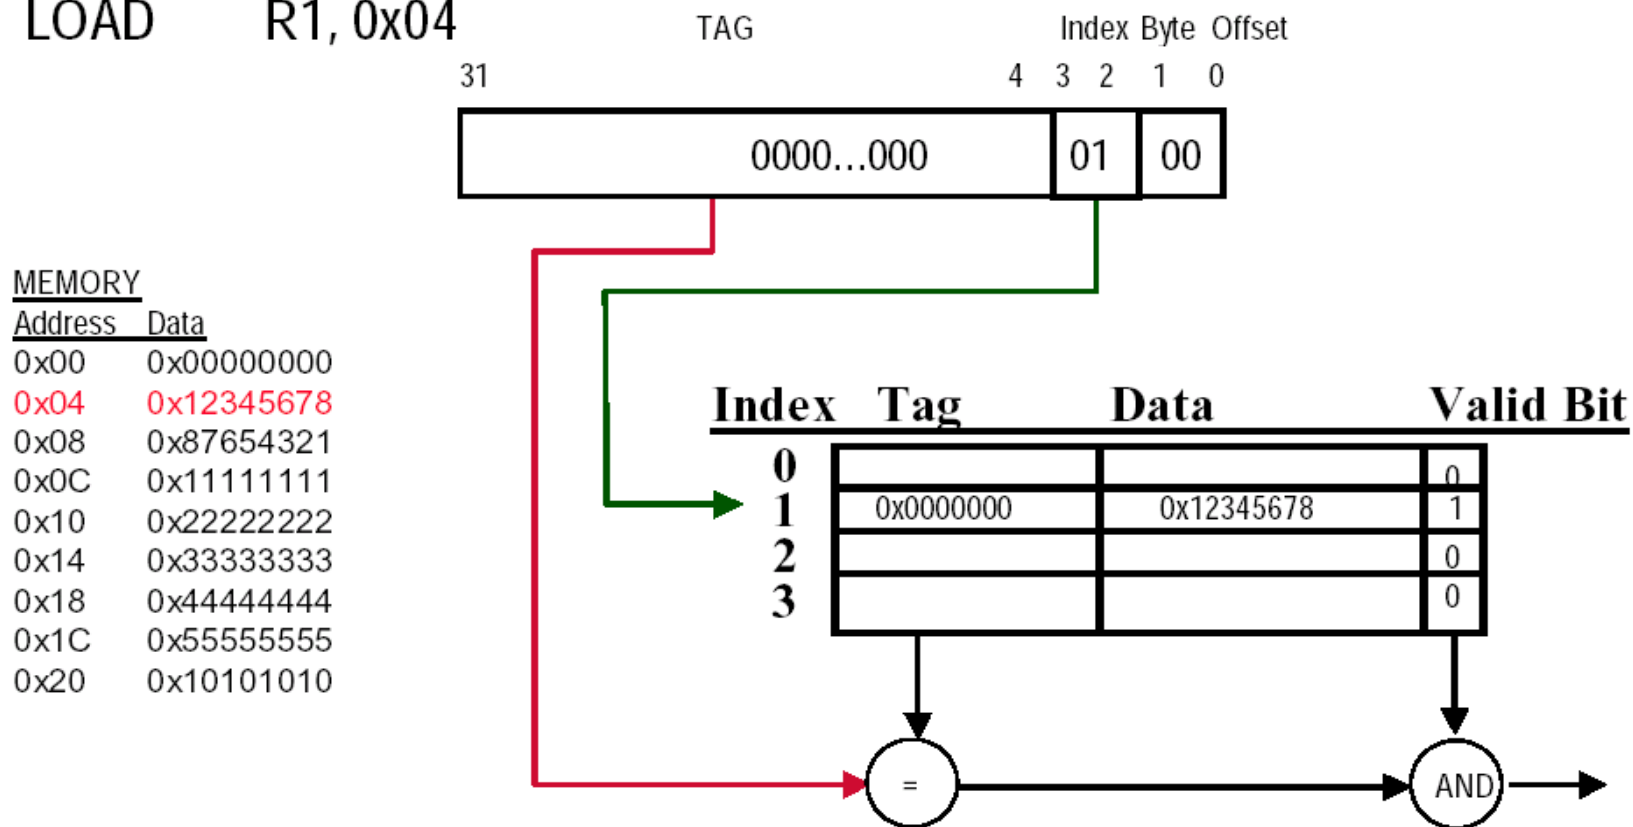 LOAD R1, 0x04
TAG Index Byte Offset
31 4 3 2 1 0
0000...000 01 00
MEMORY
Address Data
0x00 0x00000000
0x04 0x12345678
0x08 0x87654321
0x0C 0x11111111
0x10 0x22222222
0x14 0x33333333
0x18 0x44444444
0x1C 0x55555555
0x20 0x10101010
Index Tag Data Valid Bit
0 0
1 0x0000000 0x12345678 1
2 0
3 0
= AND